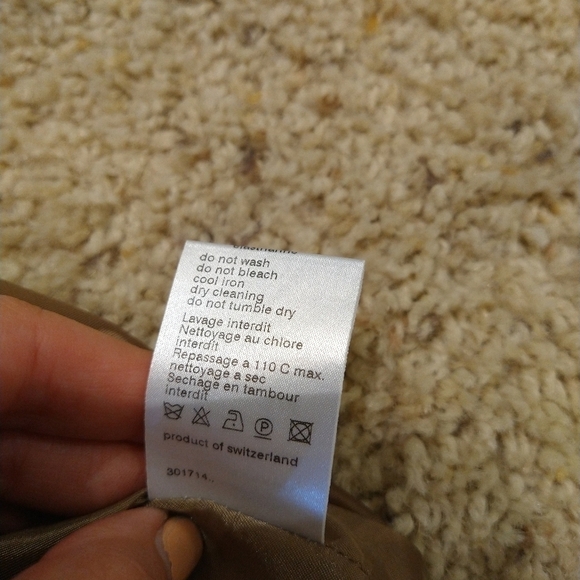 do not wash
do not bleach
cool iron
dry cleaning
do not tumble dry
Lavage interdit
Nettoyage au chlore
interdit
Repassage a 110 C max.
nettoyage a sec
Sechage en tambour
interdit
P
product of switzerland
301714..